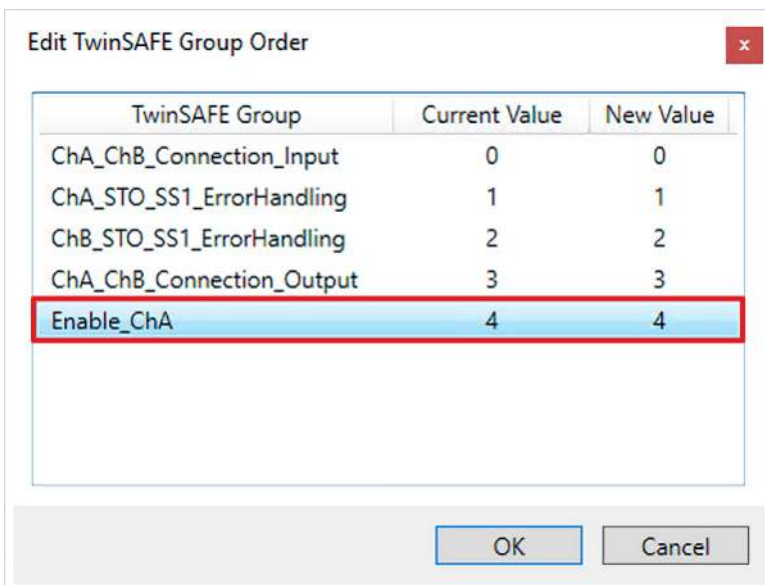 Edit TwinSAFE Group Order
x
TwinSAFE Group Current Value New Value
ChA_ChB_Connection_Input 0 0
ChA_STO_SS1_ErrorHandling 1 1
ChB_STO_SS1_ErrorHandling 2 2
ChA_ChB_Connection_Output 3 3
Enable_ChA 4 4
OK Cancel